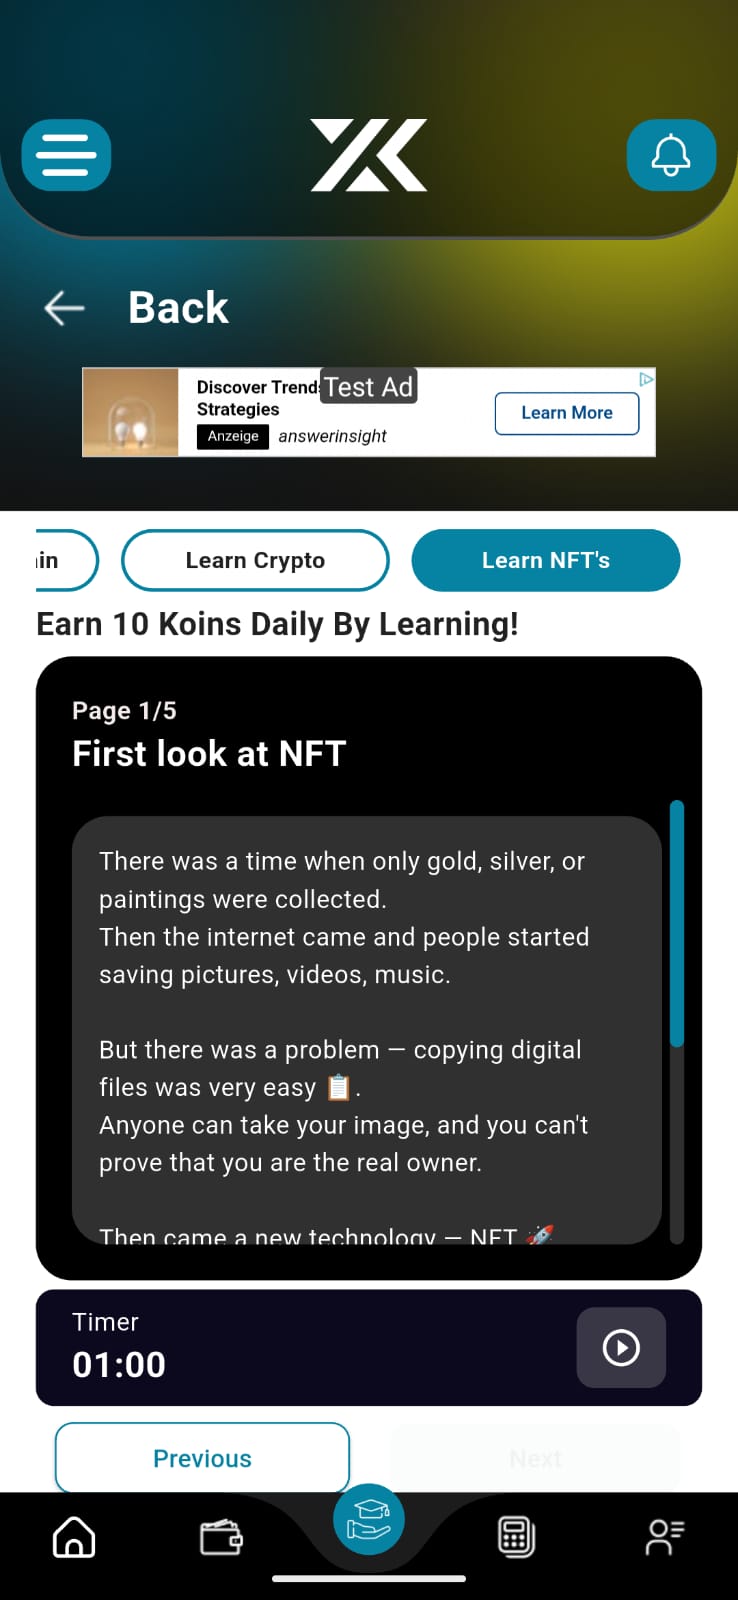 Back
Discover Trends
Test Ad
Strategies
Anzeige answerinsight
Learn More
in
Learn Crypto
Learn NFT's
Earn 10 Koins Daily By Learning!
Page 1/5
First look at NFT
There was a time when only gold, silver, or
paintings were collected.
Then the internet came and people started
saving pictures, videos, music.
But there was a problem — copying digital
files was very easy 📋.
Anyone can take your image, and you can't
prove that you are the real owner.
Then came a new technology — NFT 🚀
Timer
01:00
Previous
Next